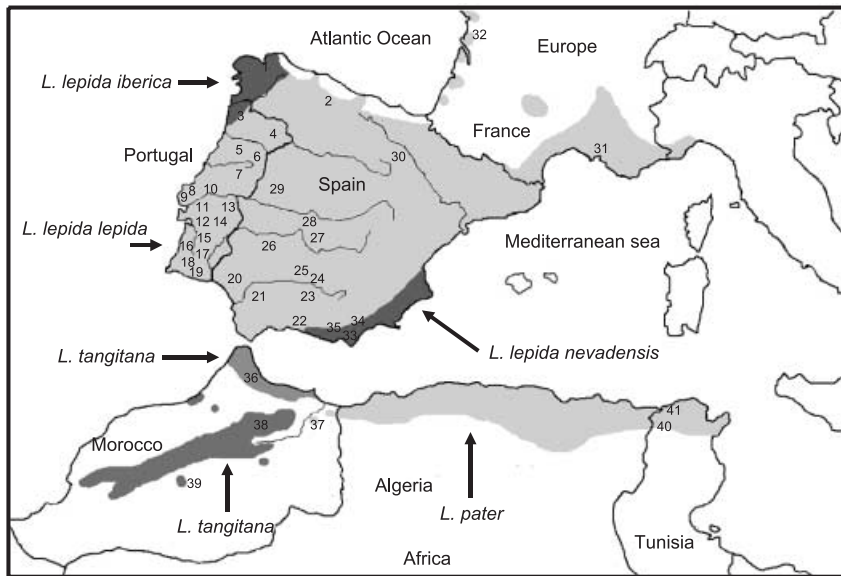 Atlantic Ocean
32
Europe
L. lepida iberica
2
3
France
4
Portugal
5
6
30
31
7
Spain
8
10
29
9
11
13
12
14
28
L. lepida lepida
15
27
Mediterranean sea
16
26
17
18
25
19
20
24
21
23
22
35
34
33
L. lepida nevadensis
L. tangitana
36
41
38
37
40
Morocco
39
Algeria
L. tangitana
L. pater
Tunisia
Africa